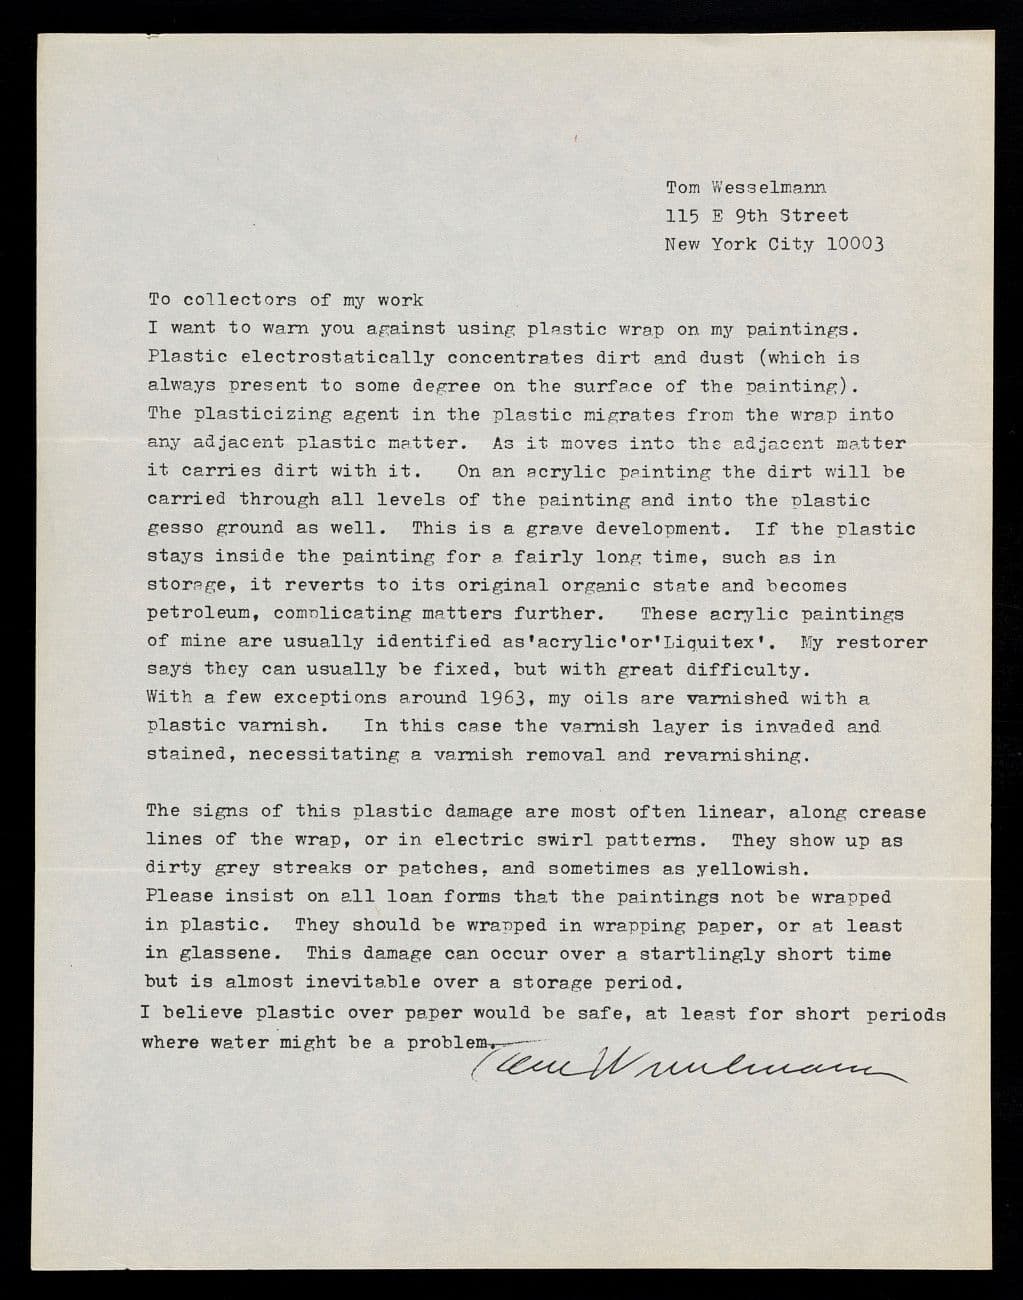 Tom Wesselmann
115 E 9th Street
New York City 10003
To collectors of my work
I want to warn you against using plastic wrap on my paintings.
Plastic electrostatically concentrates dirt and dust (which is
always present to some degree on the surface of the painting).
The plasticizing agent in the plastic migrates from the wrap into
any adjacent plastic matter. As it moves into the adjacent matter
it carries dirt with it. On an acrylic painting the dirt will be
carried through all levels of the painting and into the plastic
gesso ground as well. This is a grave development. If the plastic
stays inside the painting for a fairly long time, such as in
storage, it reverts to its original organic state and becomes
petroleum, complicating matters further. These acrylic paintings
of mine are usually identified as'acrylic'or'Liquitex'. My restorer
says they can usually be fixed, but with great difficulty.
With a few exceptions around 1963, my oils are varnished with a
plastic varnish. In this case the varnish layer is invaded and
stained, necessitating a varnish removal and revarnishing.
The signs of this plastic damage are most often linear, along crease
lines of the wrap, or in electric swirl patterns. They show up as
dirty grey streaks or patches, and sometimes as yellowish.
Please insist on all loan forms that the paintings not be wrapped
in plastic. They should be wrapped in wrapping paper, or at least
in glassene. This damage can occur over a startlingly short time
but is almost inevitable over a storage period.
I believe plastic over paper would be safe, at least for short periods
where water might be a problem.
Tom Wesselmann